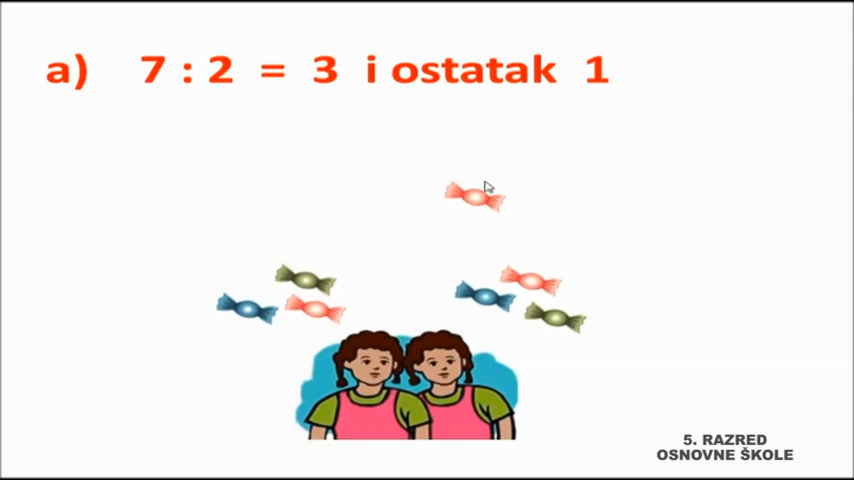 a) 7 : 2 = 3 i ostatak 1
5. RAZRED
OSNOVNE ŠKOLE